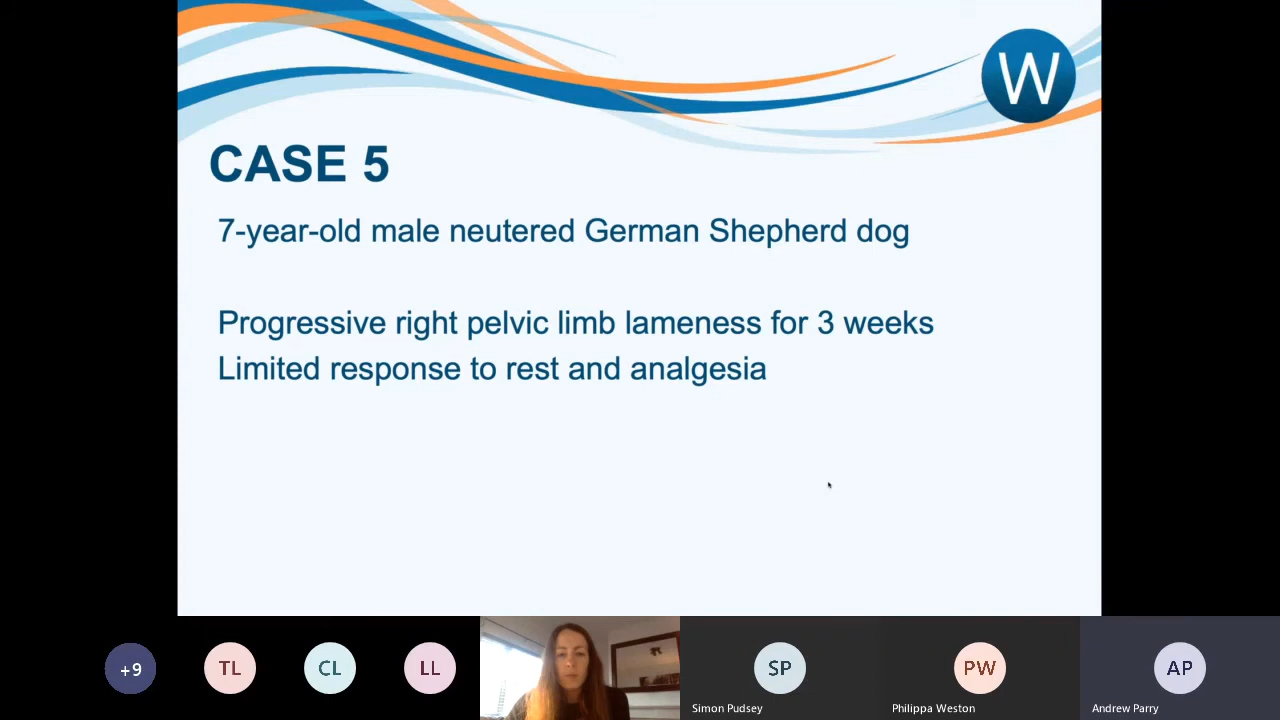 W
CASE 5
7-year-old male neutered German Shepherd dog
Progressive right pelvic limb lameness for 3 weeks
Limited response to rest and analgesia
+9
TL
CL
LL
SP
PW
AP
Simon Pudsey
Philippa Weston
Andrew Parry